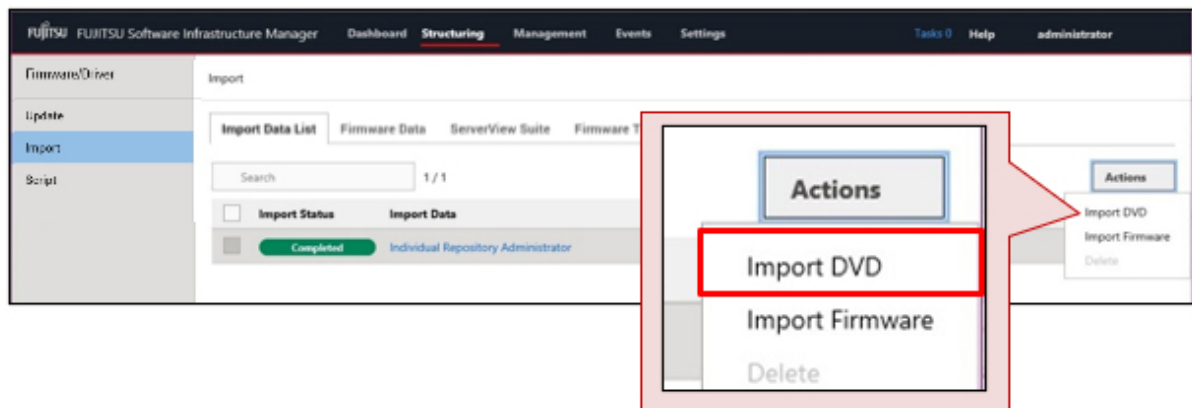 FUJITSU FUJITSU Software Infrastructure Manager Dashboard Structuring Management Events Settings Tasks 0 Help administrator
Firmware/Driver
Import
Update
Import
Script
Import Data List Firmware Data ServerView Suite Firmware T
Search 1 / 1
Actions
Import Status Import Data
Completed Individual Repository Administrator
Import DVD
Import Firmware
Delete
Actions
Import DVD
Import Firmware
Delete